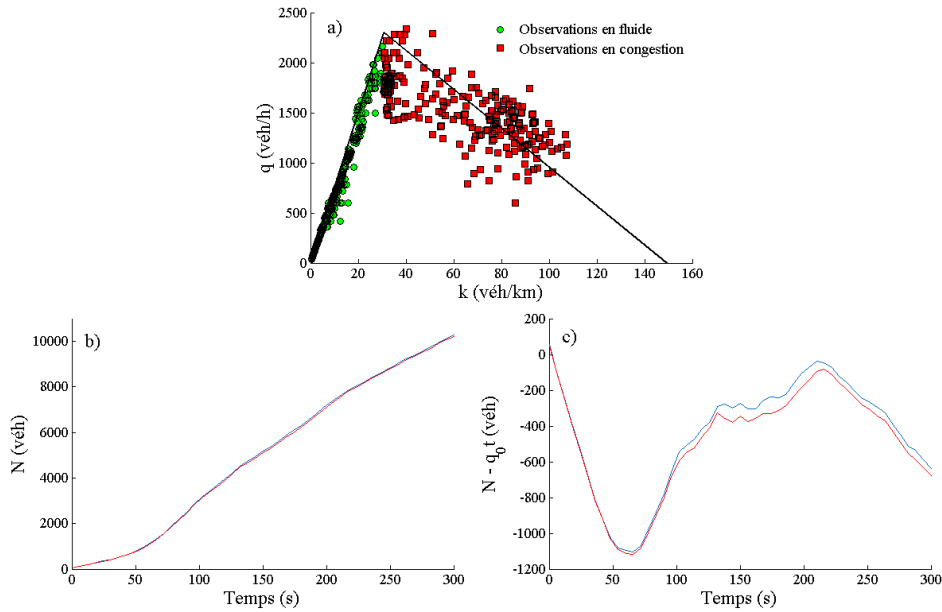 a)
Observations en fluide
Observations en congestion
q (véh/h)
2500
2000
1500
1000
500
0
0 20 40 60 80 100 120 140 160
k (véh/km)
b)
N (véh)
10000
8000
6000
4000
2000
0
0 50 100 150 200 250 300
Temps (s)
c)
N - q0 t (véh)
200
0
-200
-400
-600
-800
-1000
-1200
0 50 100 150 200 250 300
Temps (s)